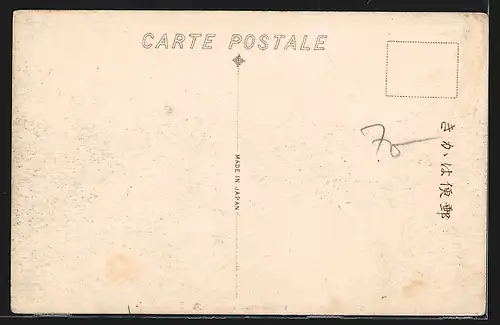 CARTE POSTALE
MADE IN JAPAN
きかは便郵